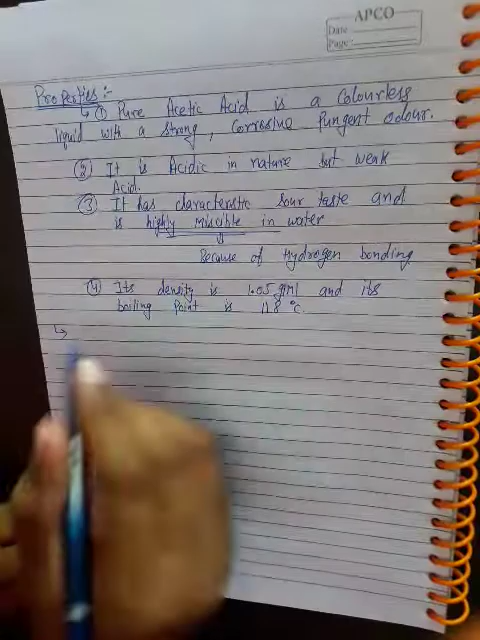 APCO
Date
Page:
Properties :-
↳ ① Pure Acetic Acid is a Colourless
liquid with a strong, Corrosive Pungent odour.
② It is Acidic in nature but weak
Acid.
③ It has characterstic Sour taste and
is highly miscible in water
⇓
Because of Hydrogen bonding
④ Its density is 1.05 g/ml and its
boiling Point is 118 °c.
↳